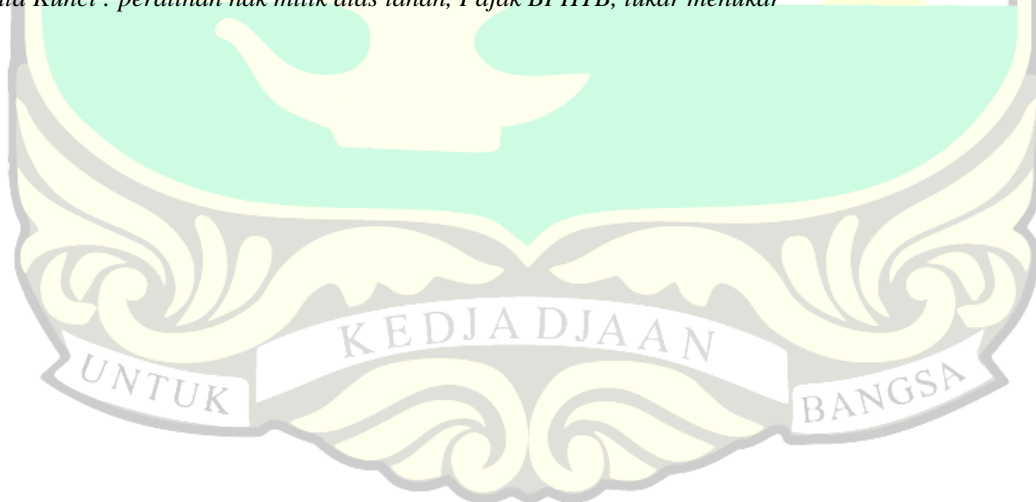 Kunci : peralihan hak milik atas tanah, Pajak BPHTB, tukar menukar
KEDJADJAAN
UNTUK
BANGSA